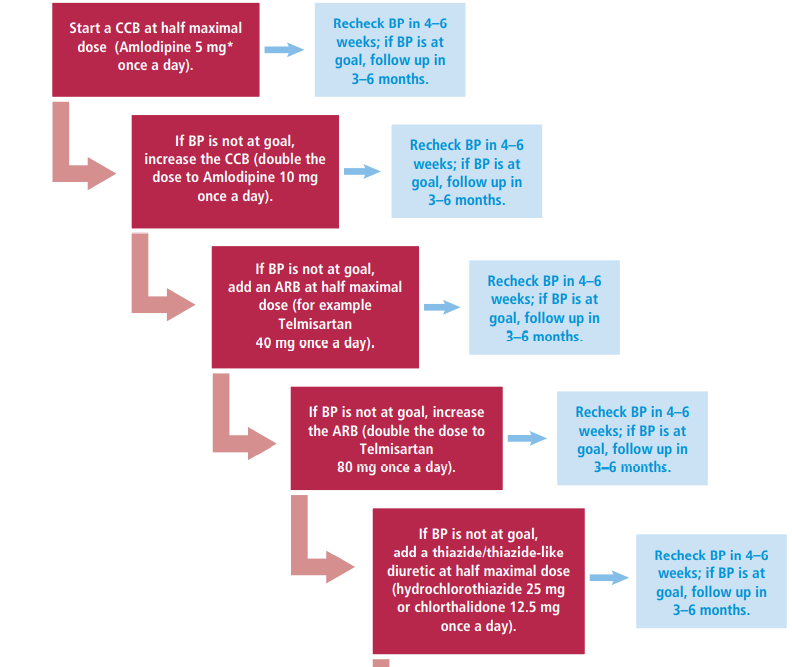 Start a CCB at half maximal
dose (Amlodipine 5 mg*
once a day).
Recheck BP in 4–6
weeks; if BP is at
goal, follow up in
3–6 months.
If BP is not at goal,
increase the CCB (double the
dose to Amlodipine 10 mg
once a day).
Recheck BP in 4–6
weeks; if BP is at
goal, follow up in
3–6 months.
If BP is not at goal,
add an ARB at half maximal
dose (for example
Telmisartan
40 mg once a day).
Recheck BP in 4–6
weeks; if BP is at
goal, follow up in
3–6 months.
If BP is not at goal, increase
the ARB (double the dose to
Telmisartan
80 mg once a day).
Recheck BP in 4–6
weeks; if BP is at
goal, follow up in
3–6 months.
If BP is not at goal,
add a thiazide/thiazide-like
diuretic at half maximal dose
(hydrochlorothiazide 25 mg
or chlorthalidone 12.5 mg
once a day).
Recheck BP in 4–6
weeks; if BP is at
goal, follow up in
3–6 months.